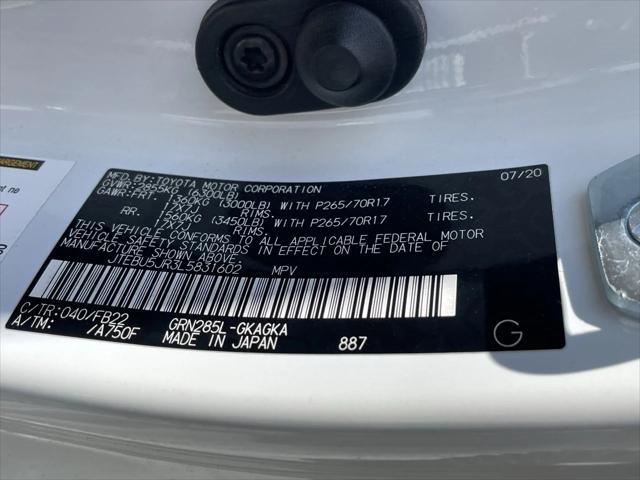 MFD.BY:TOYOTA MOTOR CORPORATION 07/20
GVWR:2855KG (6300LB)
GAWR:FRT. 1360KG (3000LB) WITH P265/70R17 TIRES.
RIMS.
RR. 1560KG (3450LB) WITH P265/70R17 TIRES.
RIMS.
THIS VEHICLE CONFORMS TO ALL APPLICABLE FEDERAL MOTOR
VEHICLE SAFETY STANDARDS IN EFFECT ON THE DATE OF
MANUFACTURE SHOWN ABOVE.
JTEBU5JR3L5831602 MPV
C/TR:040/FB22 GRN285L-GKAGKA
A/TM: /A750F MADE IN JAPAN 887
G